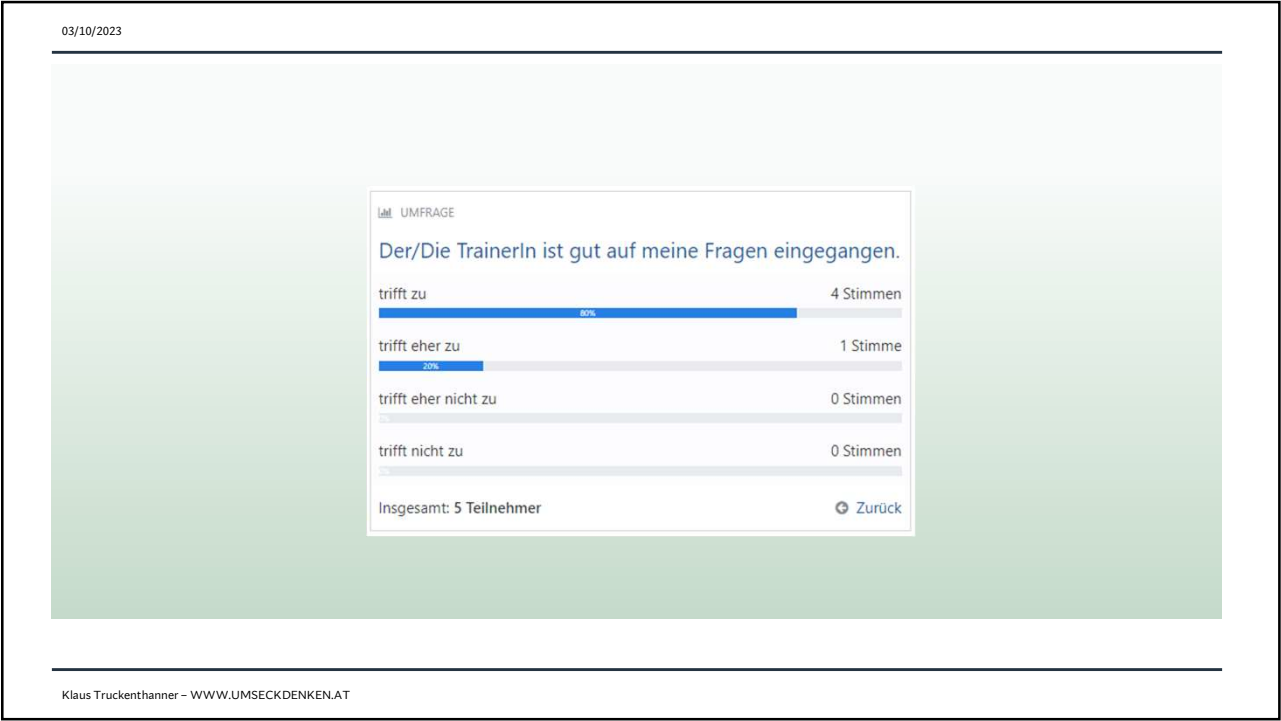 03/10/2023
UMFRAGE
Der/Die TrainerIn ist gut auf meine Fragen eingegangen.
trifft zu 4 Stimmen
80%
trifft eher zu 1 Stimme
20%
trifft eher nicht zu 0 Stimmen
trifft nicht zu 0 Stimmen
Insgesamt: 5 Teilnehmer Zurück
Klaus Truckenthanner – WWW.UMSECKDENKEN.AT